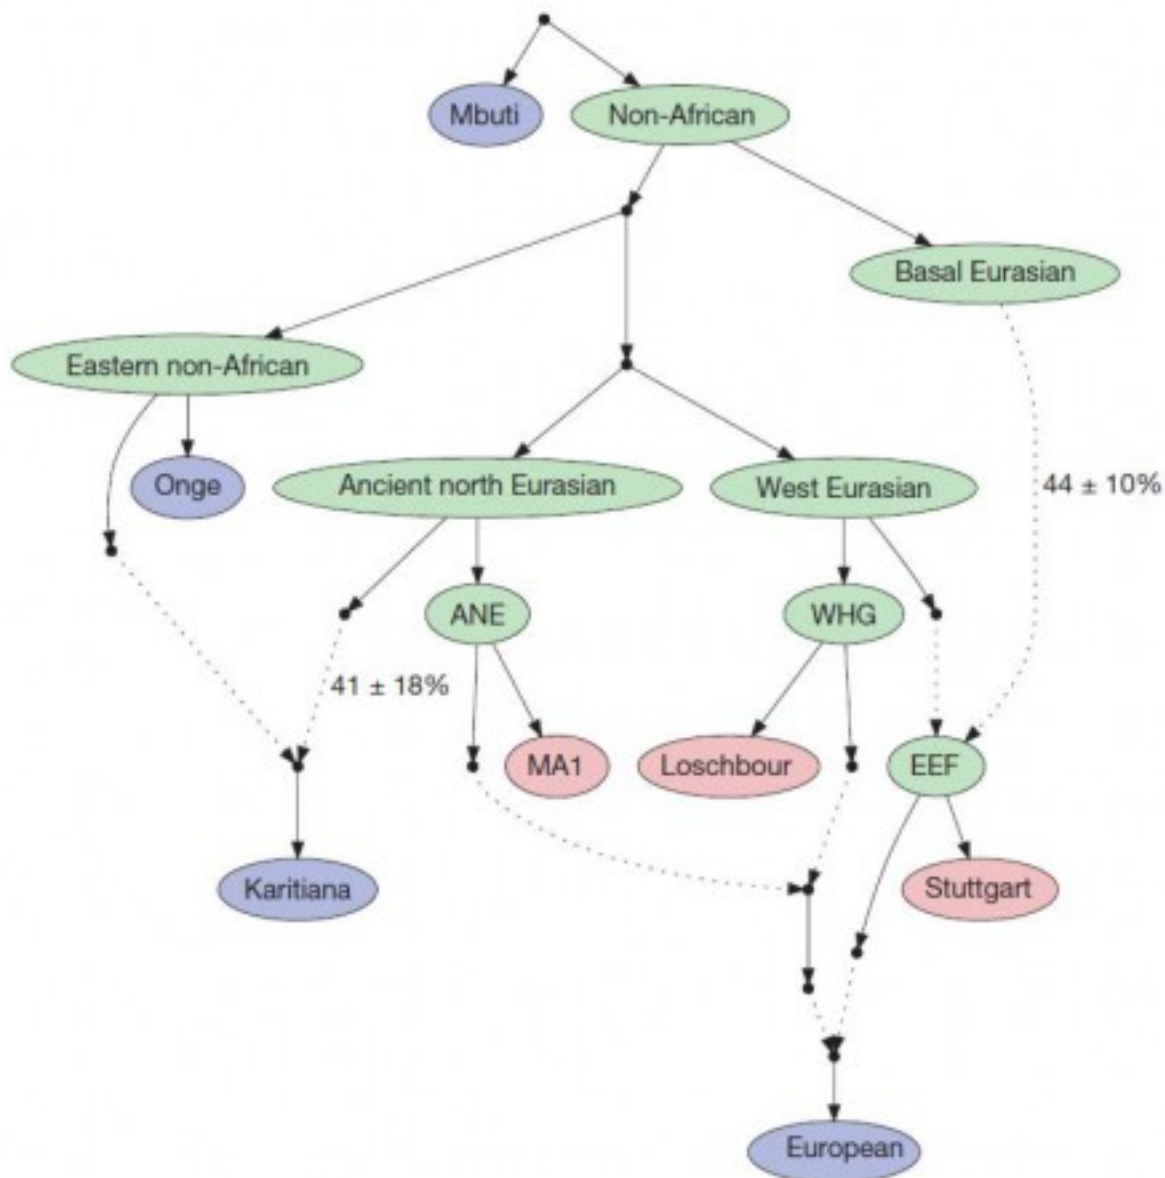 Mbuti
Non-African
Basal Eurasian
Eastern non-African
Onge
Ancient north Eurasian
West Eurasian
44 ± 10%
ANE
WHG
41 ± 18%
MA1
Loschbour
EEF
Karitiana
Stuttgart
European